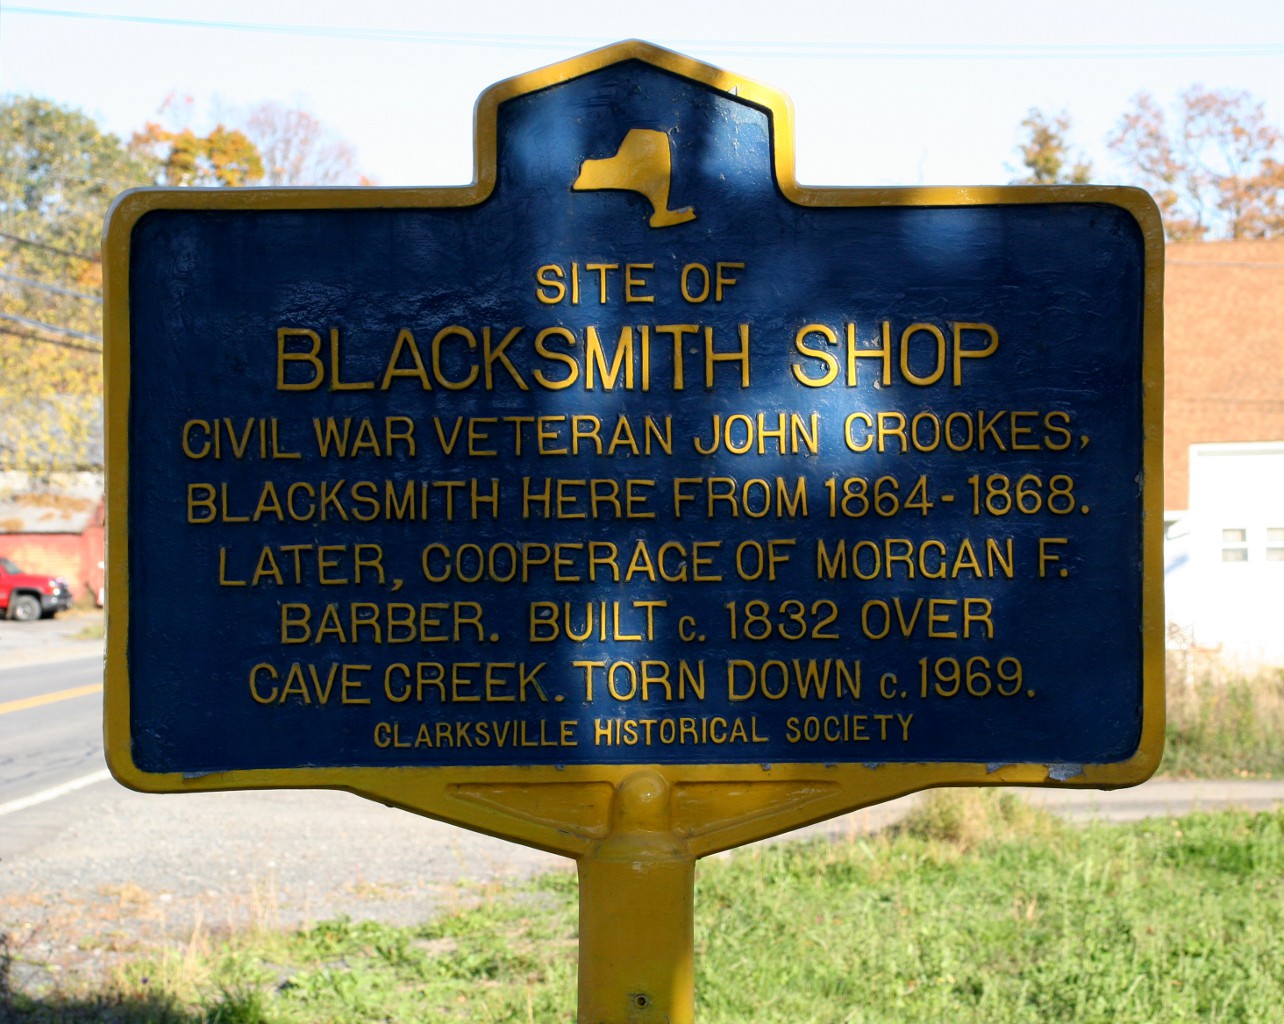 SITE OF
BLACKSMITH SHOP
CIVIL WAR VETERAN JOHN CROOKES,
BLACKSMITH HERE FROM 1864-1868.
LATER, COOPERAGE OF MORGAN F.
BARBER. BUILT c. 1832 OVER
CAVE CREEK. TORN DOWN c. 1969.
CLARKSVILLE HISTORICAL SOCIETY